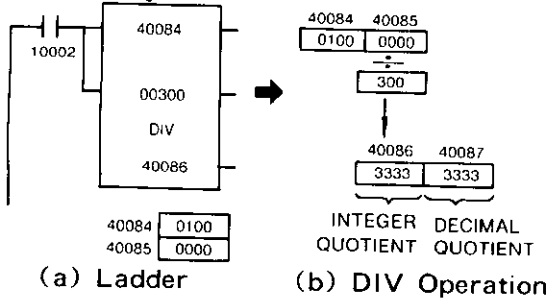 40084
10002
00300
DIV
40086
40084 0100
40085 0000
(a) Ladder
40084 40085
0100 0000
÷
300
40086 40087
3333 3333
INTEGER DECIMAL
QUOTIENT QUOTIENT
(b) DIV Operation